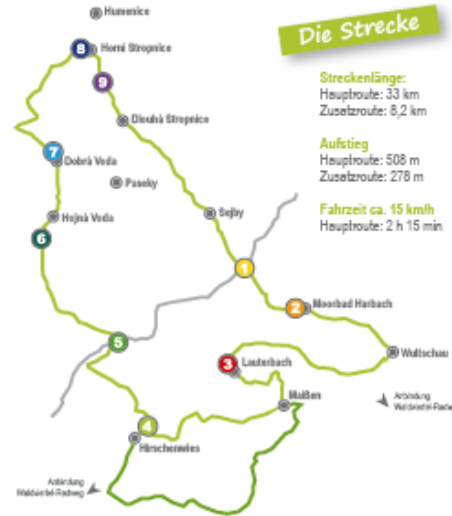 Humenice
Die Strecke
8
Horní Stropnice
9
Streckenlänge:
Hauptroute: 33 km
Zusatzroute: 8,2 km
Dlouhá Stropnice
Aufstieg
Hauptroute: 508 m
Zusatzroute: 278 m
7
Dobrá Voda
Paseky
Fahrzeit ca. 15 km/h
Hauptroute: 2 h 15 min
Hojná Voda
Sejby
6
1
2
Moorbad Harbach
5
Wultschau
3
Lauterbach
Maißen
Anbindung
Waldviertel-Radweg
4
Hirschenwies
Anbindung
Waldviertel-Radweg